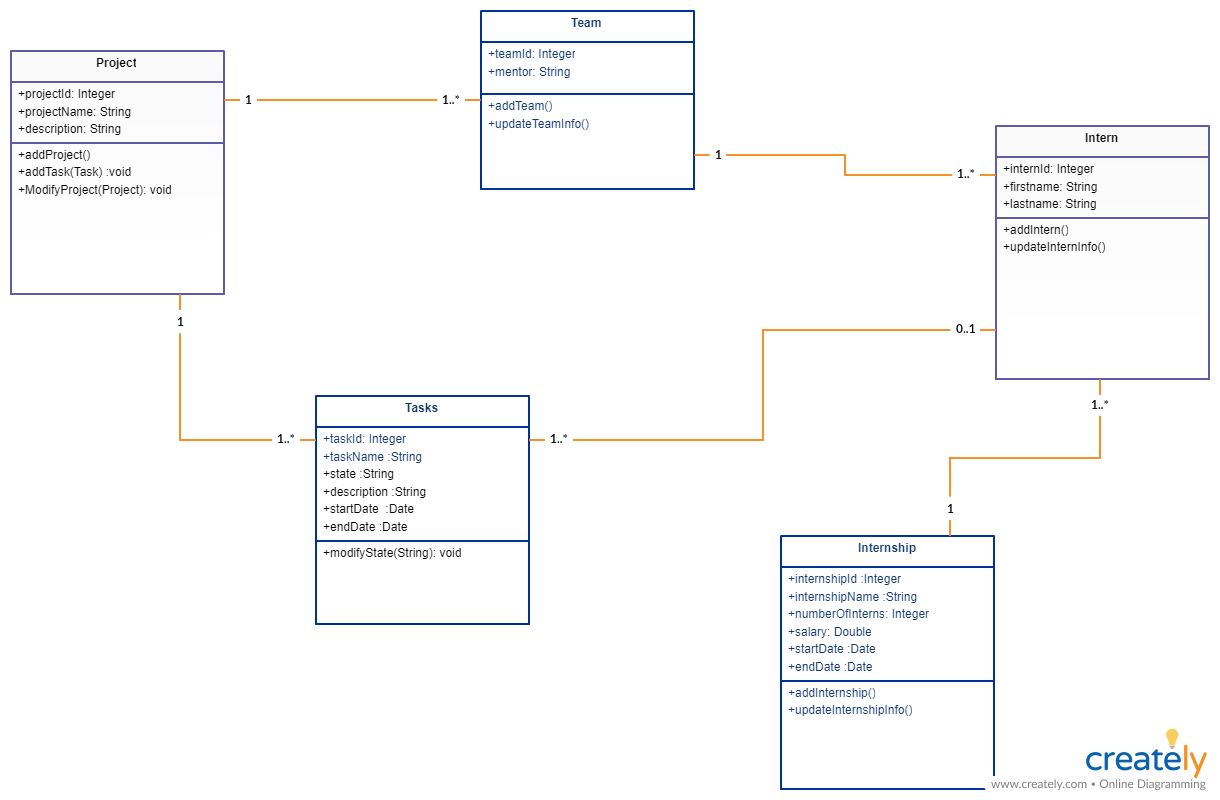 Team
+teamId: Integer
+mentor: String
+addTeam()
+updateTeamInfo()
Project
+projectId: Integer
+projectName: String
+description: String
+addProject()
+addTask(Task) :void
+ModifyProject(Project): void
1
1..*
1
1..*
Intern
+internId: Integer
+firstname: String
+lastname: String
+addIntern()
+updateInternInfo()
1
1..*
1..*
0..1
1..*
1
Tasks
+taskId: Integer
+taskName :String
+state :String
+description :String
+startDate  :Date
+endDate :Date
+modifyState(String): void
Internship
+internshipId :Integer
+internshipName :String
+numberOfInterns: Integer
+salary: Double
+startDate :Date
+endDate :Date
+addInternship()
+updateInternshipInfo()
creately
www.creately.com • Online Diagramming